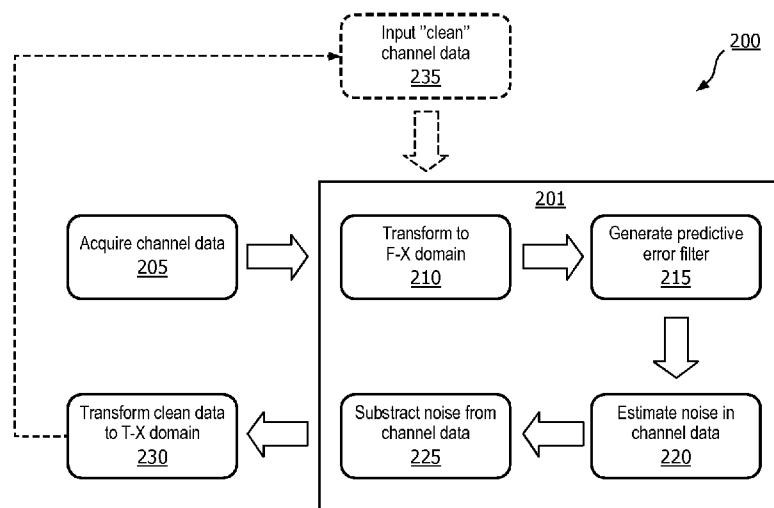 Input "clean"
channel data
235
200
201
Acquire channel data
205
Transform to
F-X domain
210
Generate predictive
error filter
215
Transform clean data
to T-X domain
230
Substract noise from
channel data
225
Estimate noise in
channel data
220